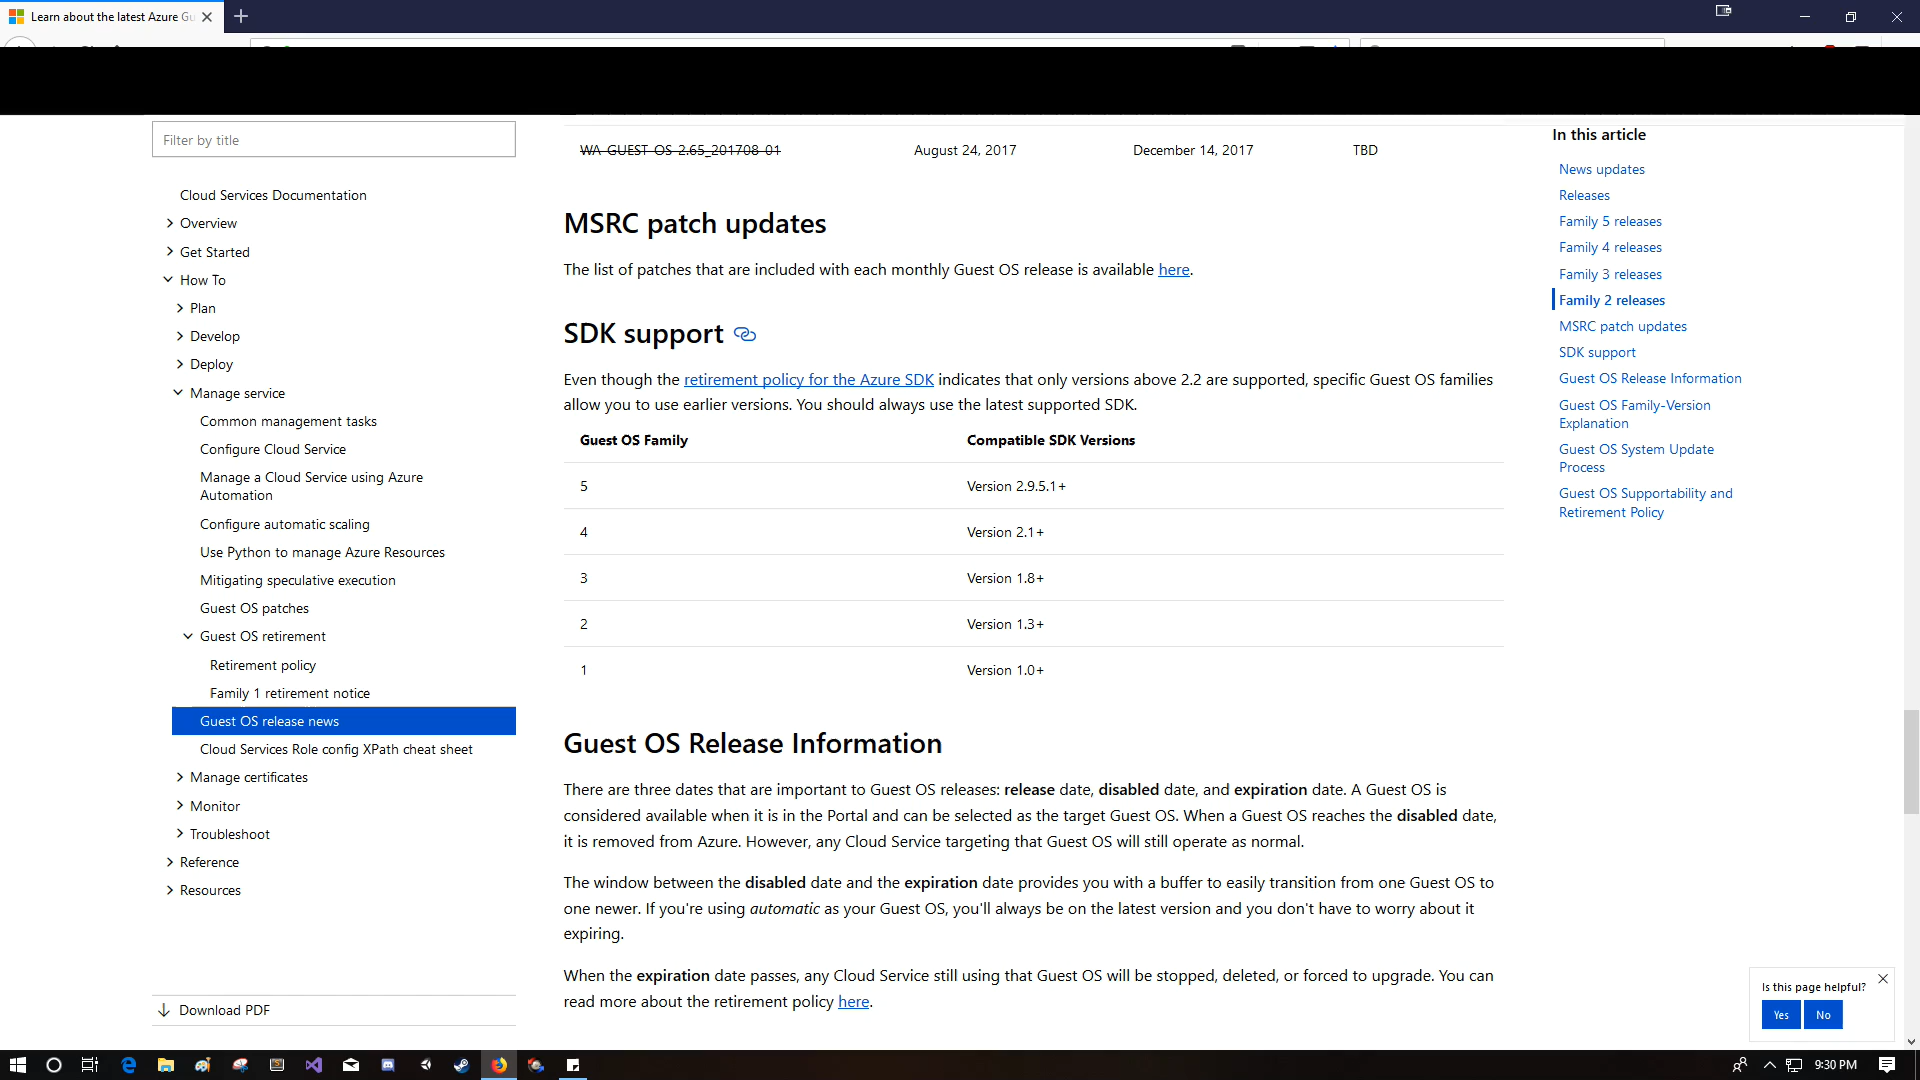 Learn about the latest Azure Gu
Filter by title
Cloud Services Documentation
Overview
Get Started
How To
Plan
Develop
Deploy
Manage service
Common management tasks
Configure Cloud Service
Manage a Cloud Service using Azure
Automation
Configure automatic scaling
Use Python to manage Azure Resources
Mitigating speculative execution
Guest OS patches
Guest OS retirement
Retirement policy
Family 1 retirement notice
Guest OS release news
Cloud Services Role config XPath cheat sheet
Manage certificates
Monitor
Troubleshoot
Reference
Resources
Download PDF
WA-GUEST-OS-2.65_201708-01 August 24, 2017 December 14, 2017 TBD
MSRC patch updates
The list of patches that are included with each monthly Guest OS release is available here.
SDK support
Even though the retirement policy for the Azure SDK indicates that only versions above 2.2 are supported, specific Guest OS families
allow you to use earlier versions. You should always use the latest supported SDK.
Guest OS Family Compatible SDK Versions
5 Version 2.9.5.1+
4 Version 2.1+
3 Version 1.8+
2 Version 1.3+
1 Version 1.0+
Guest OS Release Information
There are three dates that are important to Guest OS releases: release date, disabled date, and expiration date. A Guest OS is
considered available when it is in the Portal and can be selected as the target Guest OS. When a Guest OS reaches the disabled date,
it is removed from Azure. However, any Cloud Service targeting that Guest OS will still operate as normal.
The window between the disabled date and the expiration date provides you with a buffer to easily transition from one Guest OS to
one newer. If you're using automatic as your Guest OS, you'll always be on the latest version and you don't have to worry about it
expiring.
When the expiration date passes, any Cloud Service still using that Guest OS will be stopped, deleted, or forced to upgrade. You can
read more about the retirement policy here.
In this article
News updates
Releases
Family 5 releases
Family 4 releases
Family 3 releases
Family 2 releases
MSRC patch updates
SDK support
Guest OS Release Information
Guest OS Family-Version
Explanation
Guest OS System Update
Process
Guest OS Supportability and
Retirement Policy
Is this page helpful?
Yes No
9:30 PM